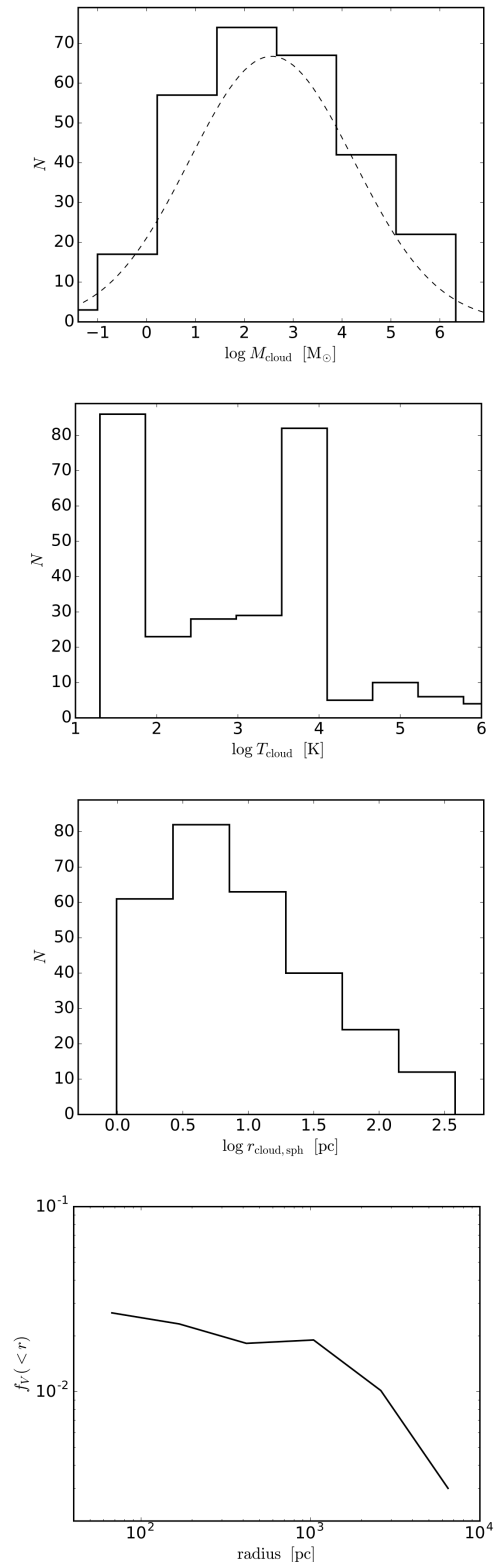 70
60
50
40
30
20
10
0
N
−1 0 1 2 3 4 5 6
log M_cloud [M_⊙]
80
70
60
50
40
30
20
10
0
N
1 2 3 4 5 6
log T_cloud [K]
80
70
60
50
40
30
20
10
0
N
0.0 0.5 1.0 1.5 2.0 2.5
log r_cloud,sph [pc]
10^-1
10^-2
f_V(< r)
10^2 10^3 10^4
radius [pc]